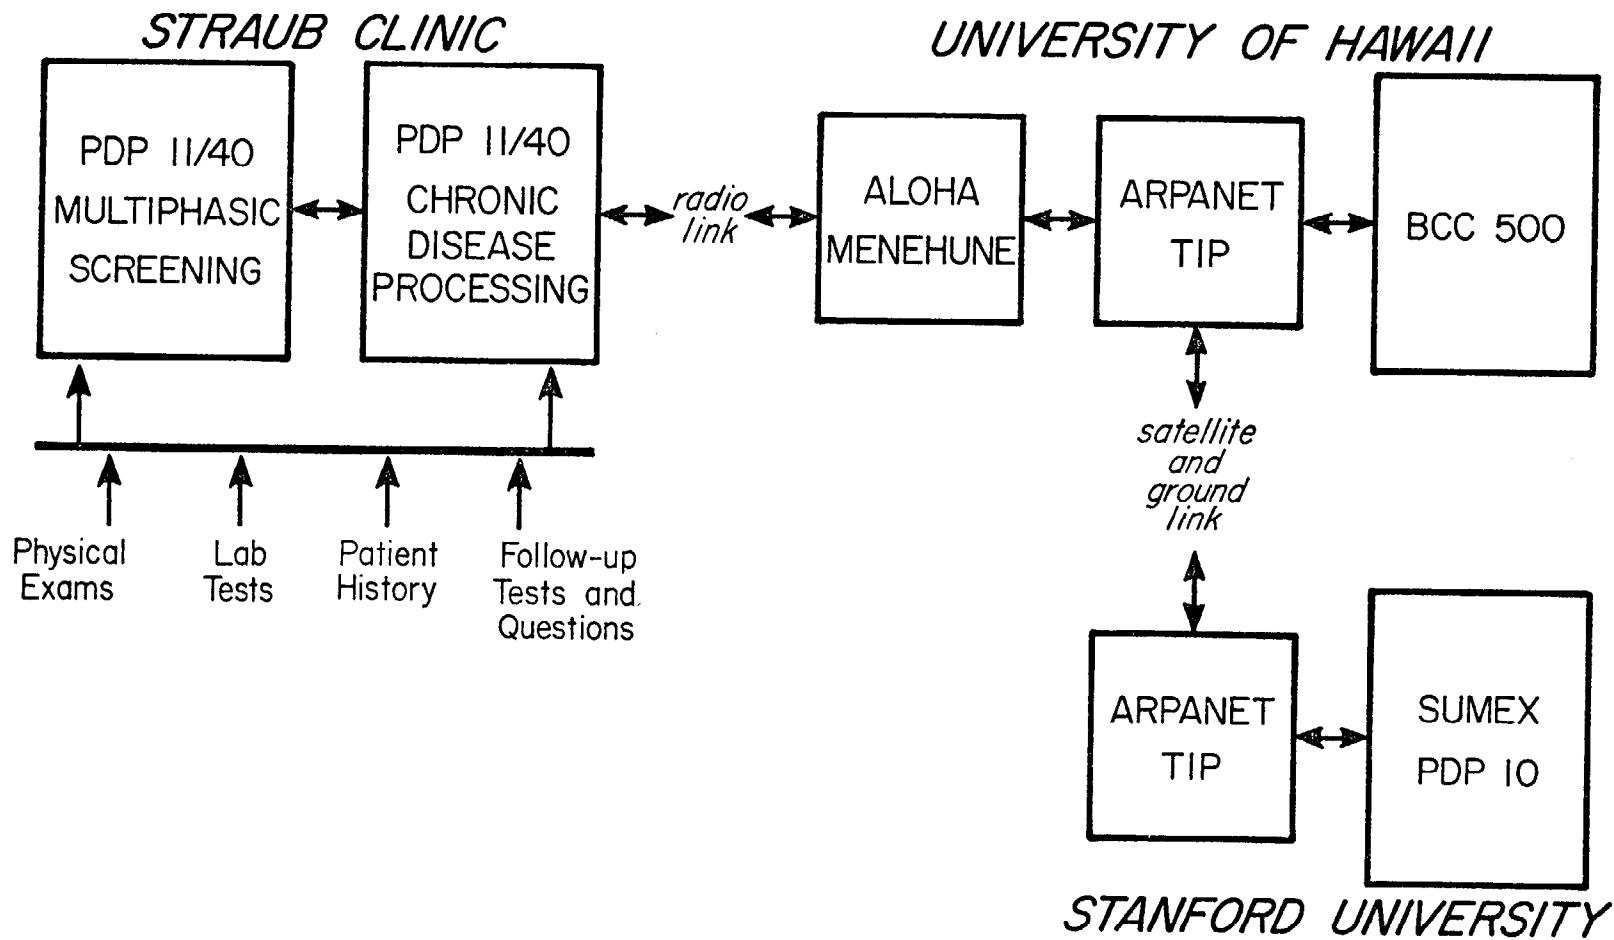 STRAUB CLINIC
PDP 11/40
MULTIPHASIC
SCREENING
PDP 11/40
CHRONIC
DISEASE
PROCESSING
Physical
Exams
Lab
Tests
Patient
History
Follow-up
Tests and
Questions
radio
link
UNIVERSITY OF HAWAII
ALOHA
MENEHUNE
ARPANET
TIP
BCC 500
satellite
and
ground
link
ARPANET
TIP
SUMEX
PDP 10
STANFORD UNIVERSITY